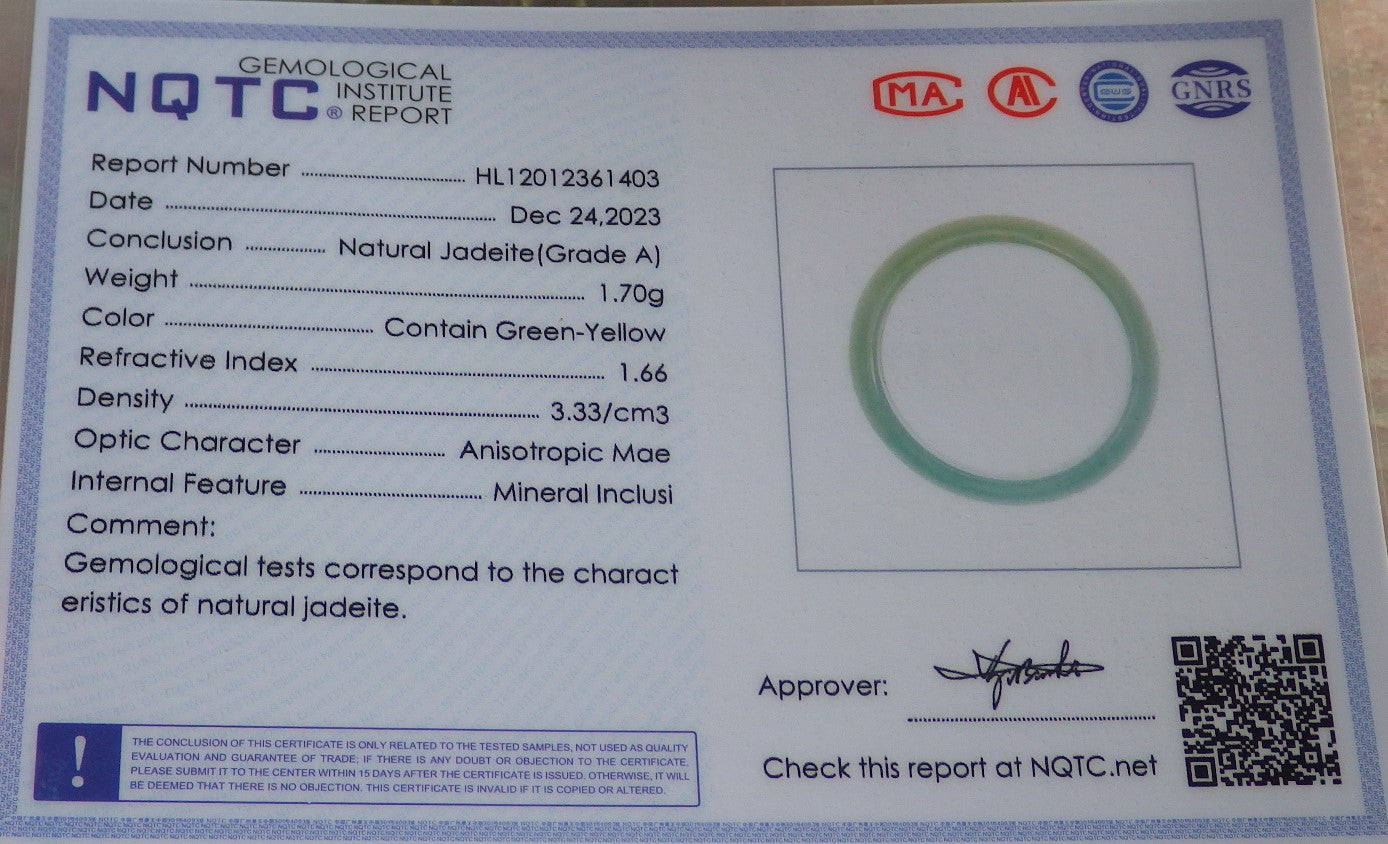 NQTC® GEMOLOGICAL
INSTITUTE
REPORT
MA
AL
GNRS
Report Number ........ HL12012361403
Date ........ Dec 24,2023
Conclusion ........ Natural Jadeite(Grade A)
Weight ........ 1.70g
Color ........ Contain Green-Yellow
Refractive Index ........ 1.66
Density ........ 3.33/cm3
Optic Character ........ Anisotropic Mae
Internal Feature ........ Mineral Inclusi
Comment:
Gemological tests correspond to the charact
eristics of natural jadeite.
Approver:
Check this report at NQTC.net
! THE CONCLUSION OF THIS CERTIFICATE IS ONLY RELATED TO THE TESTED SAMPLES, NOT USED AS QUALITY
EVALUATION AND GUARANTEE OF TRADE; IF THERE IS ANY DOUBT OR OBJECTION TO THE CERTIFICATE,
PLEASE SUBMIT IT TO THE CENTER WITHIN 15 DAYS AFTER THE CERTIFICATE IS ISSUED. OTHERWISE, IT WILL
BE DEEMED THAT THERE IS NO OBJECTION. THIS CERTIFICATE IS INVALID IF IT IS COPIED OR ALTERED.